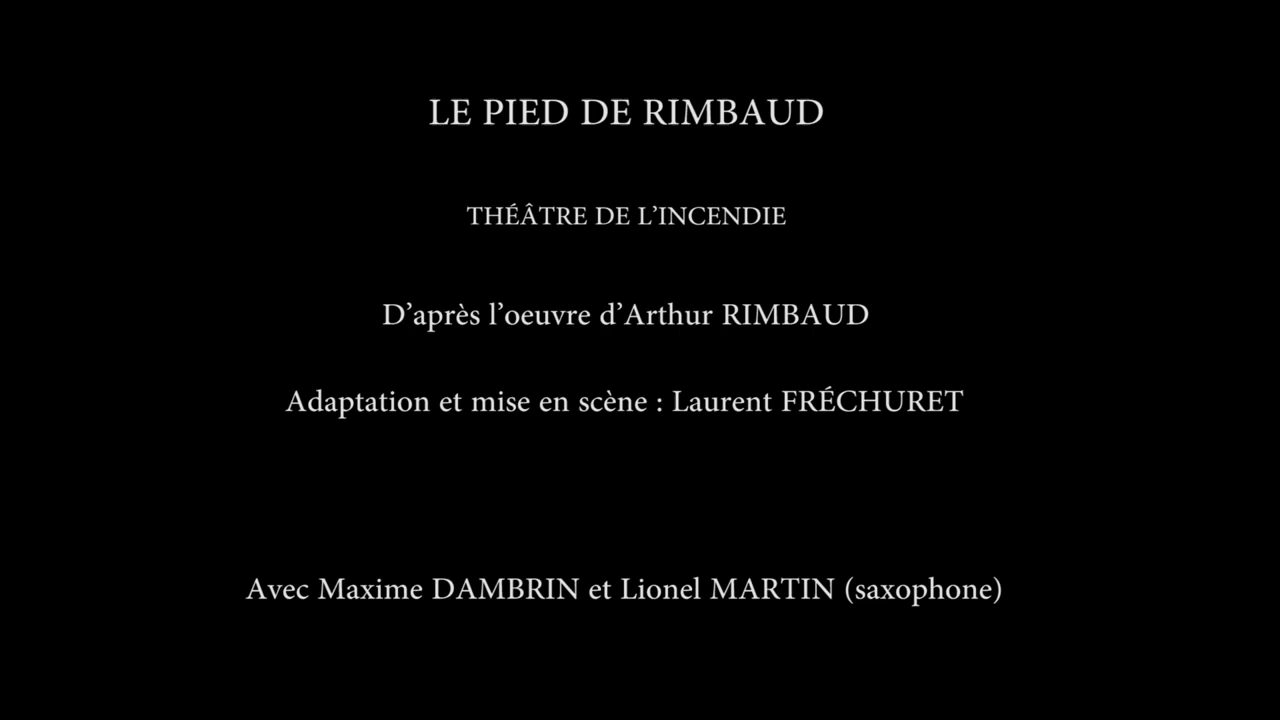 LE PIED DE RIMBAUD
THÉÂTRE DE L’INCENDIE
D’après l’oeuvre d’Arthur RIMBAUD
Adaptation et mise en scène : Laurent FRÉCHURET
Avec Maxime DAMBRIN et Lionel MARTIN (saxophone)